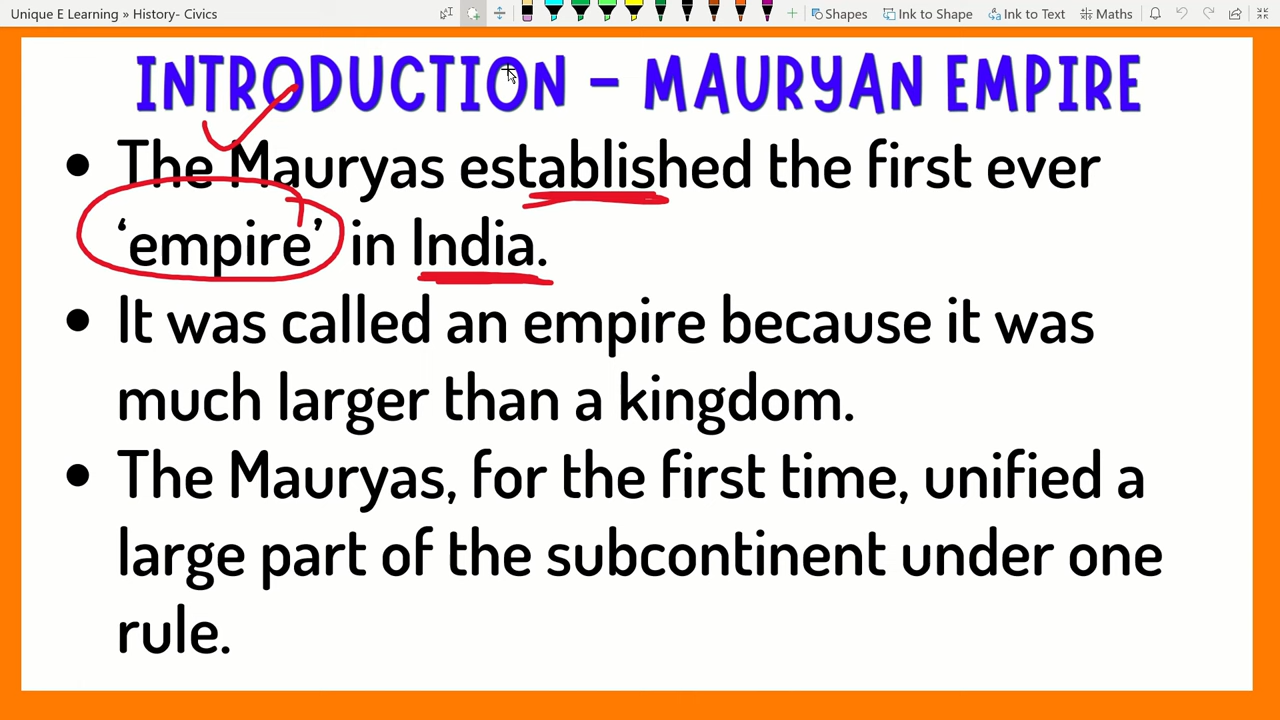 Unique E Learning » History- Civics
Shapes Ink to Shape Ink to Text Maths
INTRODUCTION - MAURYAN EMPIRE
• The Mauryas established the first ever
‘empire’ in India.
• It was called an empire because it was
much larger than a kingdom.
• The Mauryas, for the first time, unified a
large part of the subcontinent under one
rule.